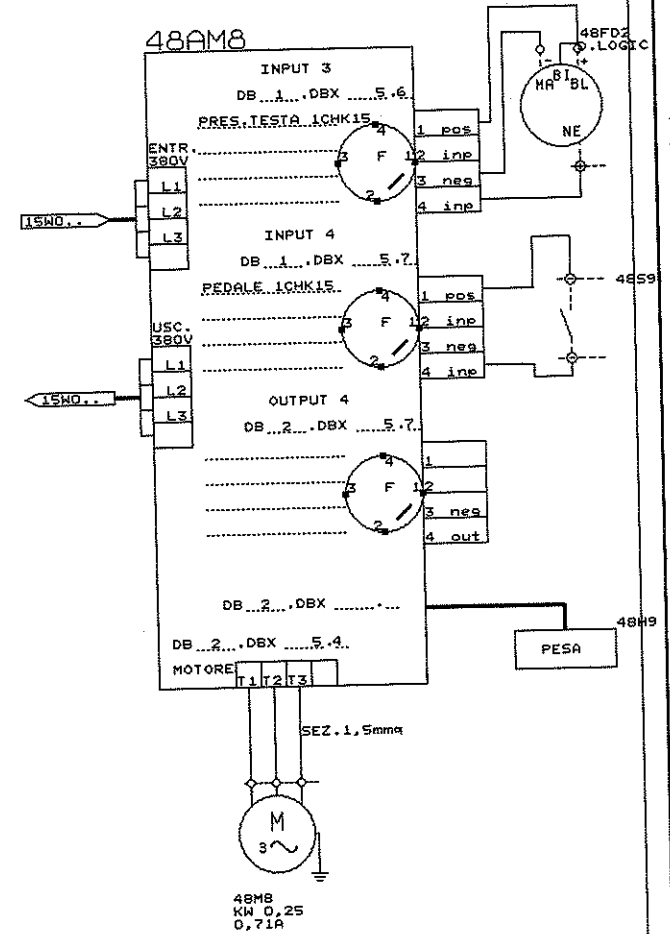 48AM8
INPUT 3
DB 1 .DBX 5.6
PRES.TESTA 1CHK15
4
3 F 1
2
1 pos
2 inp
3 neg
4 inp
48FD2
.LOGIC
- +
MA BI BL
NE
ENTR.
380V
L1
L2
L3
15W0..
INPUT 4
DB 1 .DBX 5.7
PEDALE 1CHK15
4
3 F 1
2
1 pos
2 inp
3 neg
4 inp
48S9
USC.
380V
L1
L2
L3
15W0..
OUTPUT 4
DB 2 .DBX 5.7
4
3 F 1
2
1
2
3 neg
4 out
DB 2 .DBX .
48H9
PESA
DB 2 .DBX 5.4
MOTORE
T1 T2 T3
SEZ.1,5mmq
M
3
48M8
KW 0,25
0,71A